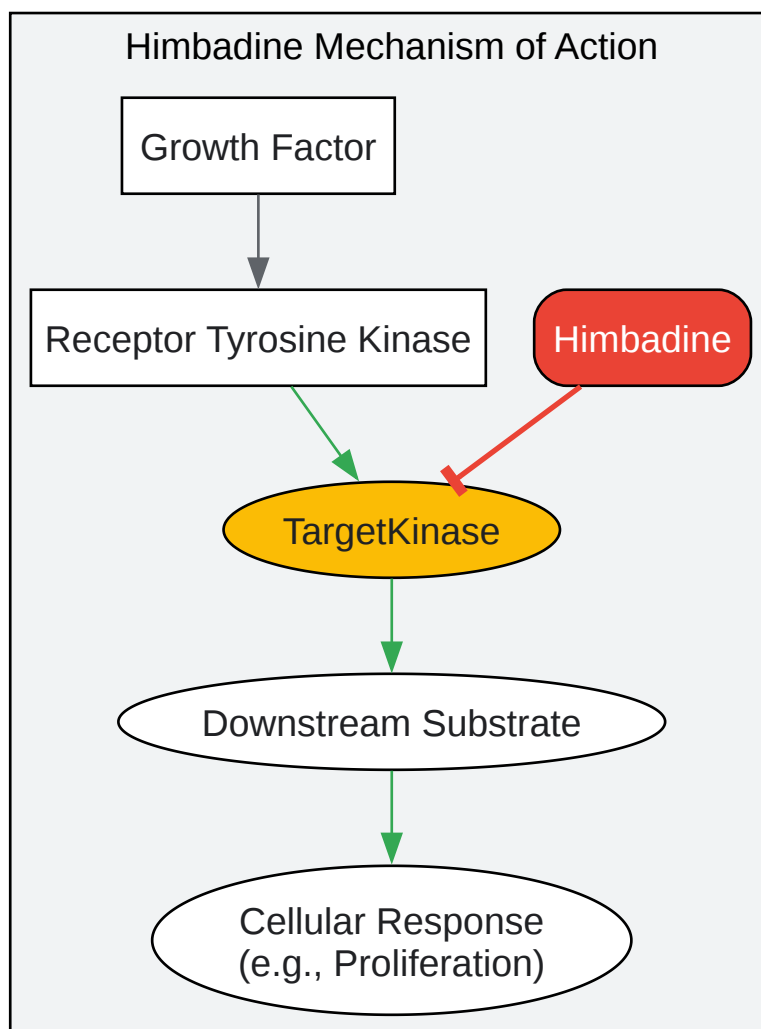 Himbadine Mechanism of Action
Growth Factor
Receptor Tyrosine Kinase
Himbadine
TargetKinase
Downstream Substrate
Cellular Response
(e.g., Proliferation)